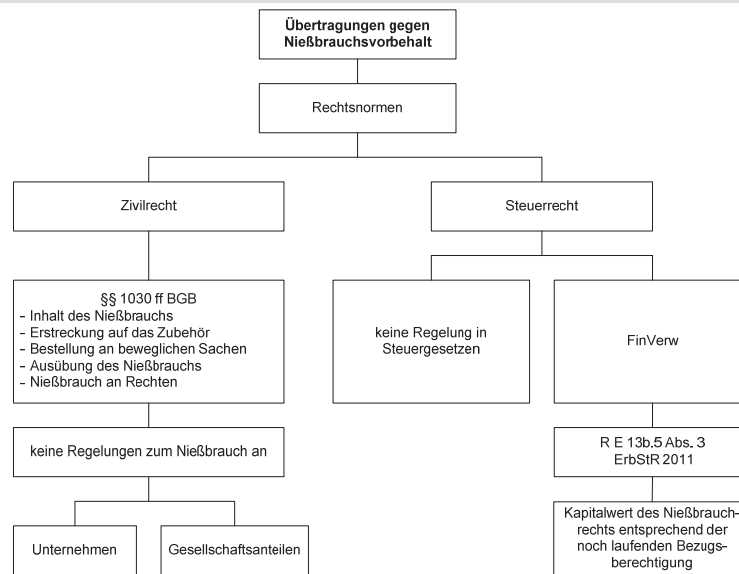 Übertragungen gegen
Nießbrauchsvorbehalt
Rechtsnormen
Zivilrecht
Steuerrecht
§§ 1030 ff BGB
- Inhalt des Nießbrauchs
- Erstreckung auf das Zubehör
- Bestellung an beweglichen Sachen
- Ausübung des Nießbrauchs
- Nießbrauch an Rechten
keine Regelung in
Steuergesetzen
FinVerw
keine Regelungen zum Nießbrauch an
R E 13b.5 Abs. 3
ErbStR 2011
Unternehmen
Gesellschaftsanteilen
Kapitalwert des Nießbrauch-
rechts entsprechend der
noch laufenden Bezugs-
berechtigung